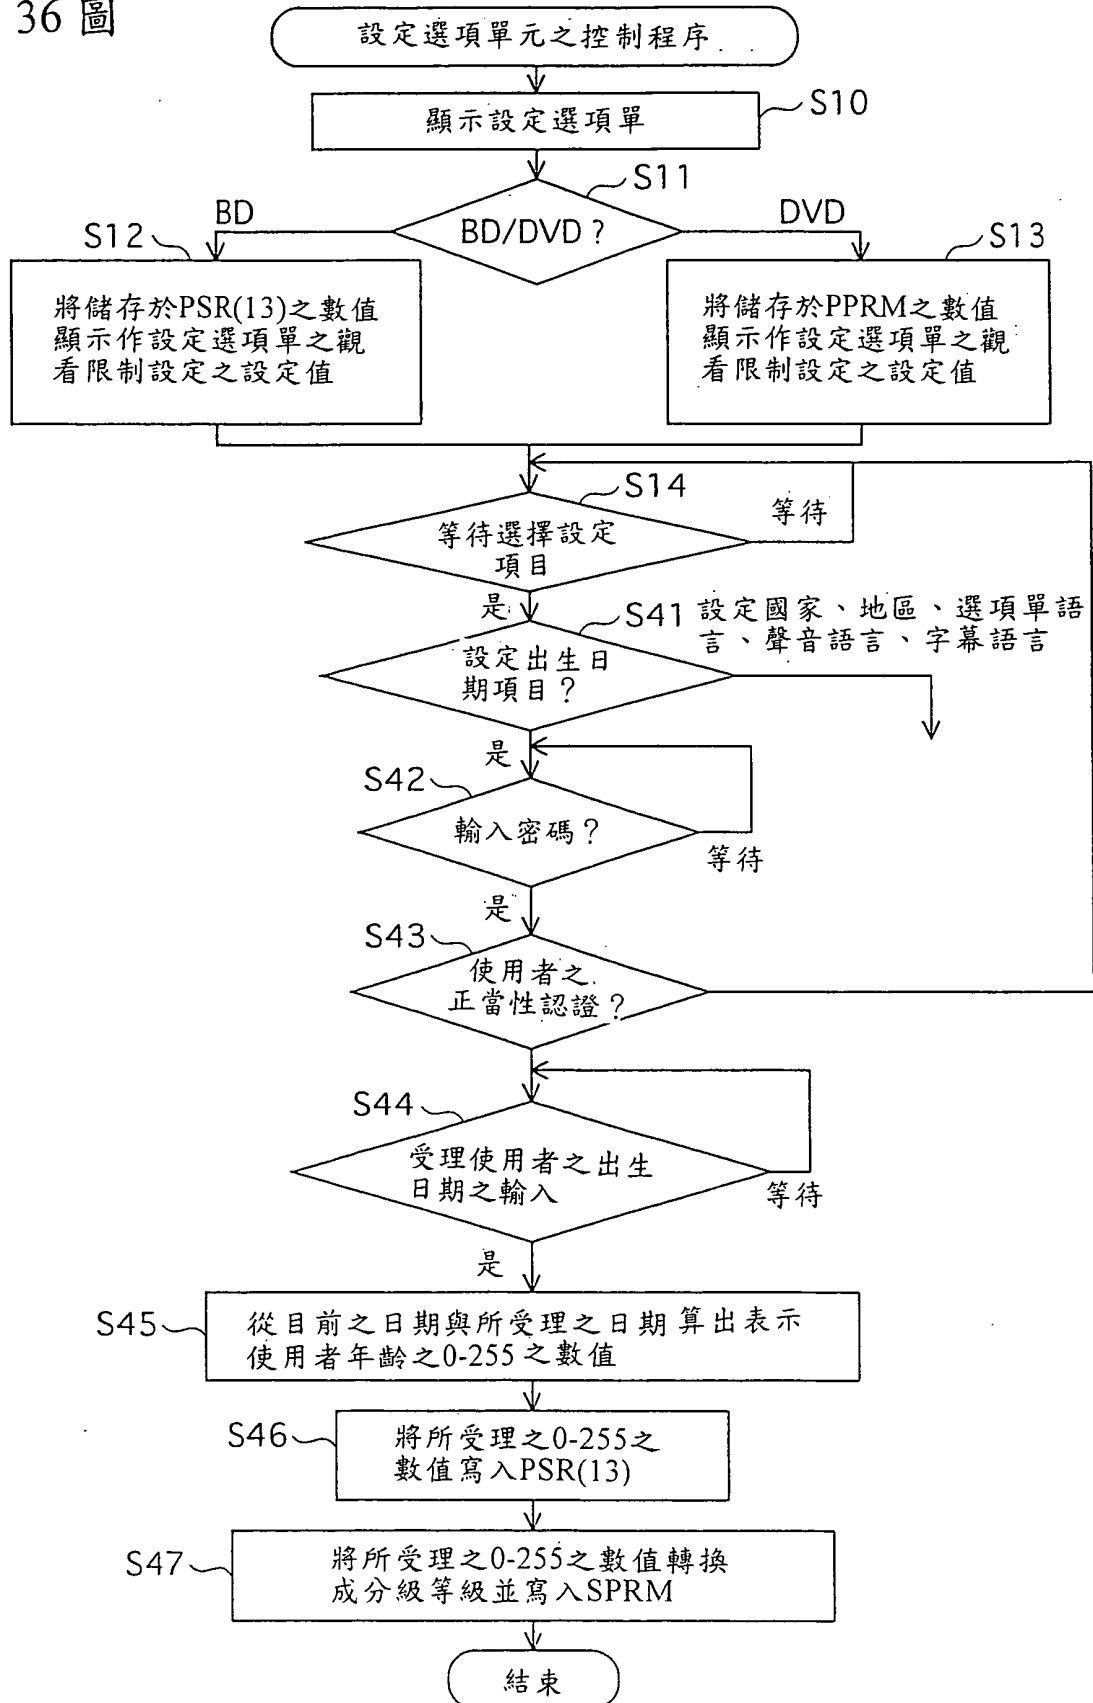 36 圖
設定選項單元之控制程序
顯示設定選項單
S10
S11
BD/DVD？
BD
DVD
S12
將儲存於PSR(13)之數值
顯示作設定選項單之觀
看限制設定之設定值
S13
將儲存於PPRM之數值
顯示作設定選項單之觀
看限制設定之設定值
S14
等待選擇設定
項目
等待
是
S41
設定出生日
期項目？
設定國家、地區、選項單語
言、聲音語言、字幕語言
是
S42
輸入密碼？
等待
是
S43
使用者之
正當性認證？
S44
受理使用者之出生
日期之輸入
等待
是
S45
從目前之日期與所受理之日期算出表示
使用者年齡之0-255之數值
S46
將所受理之0-255之
數值寫入PSR(13)
S47
將所受理之0-255之數值轉換
成分級等級並寫入SPRM
結束